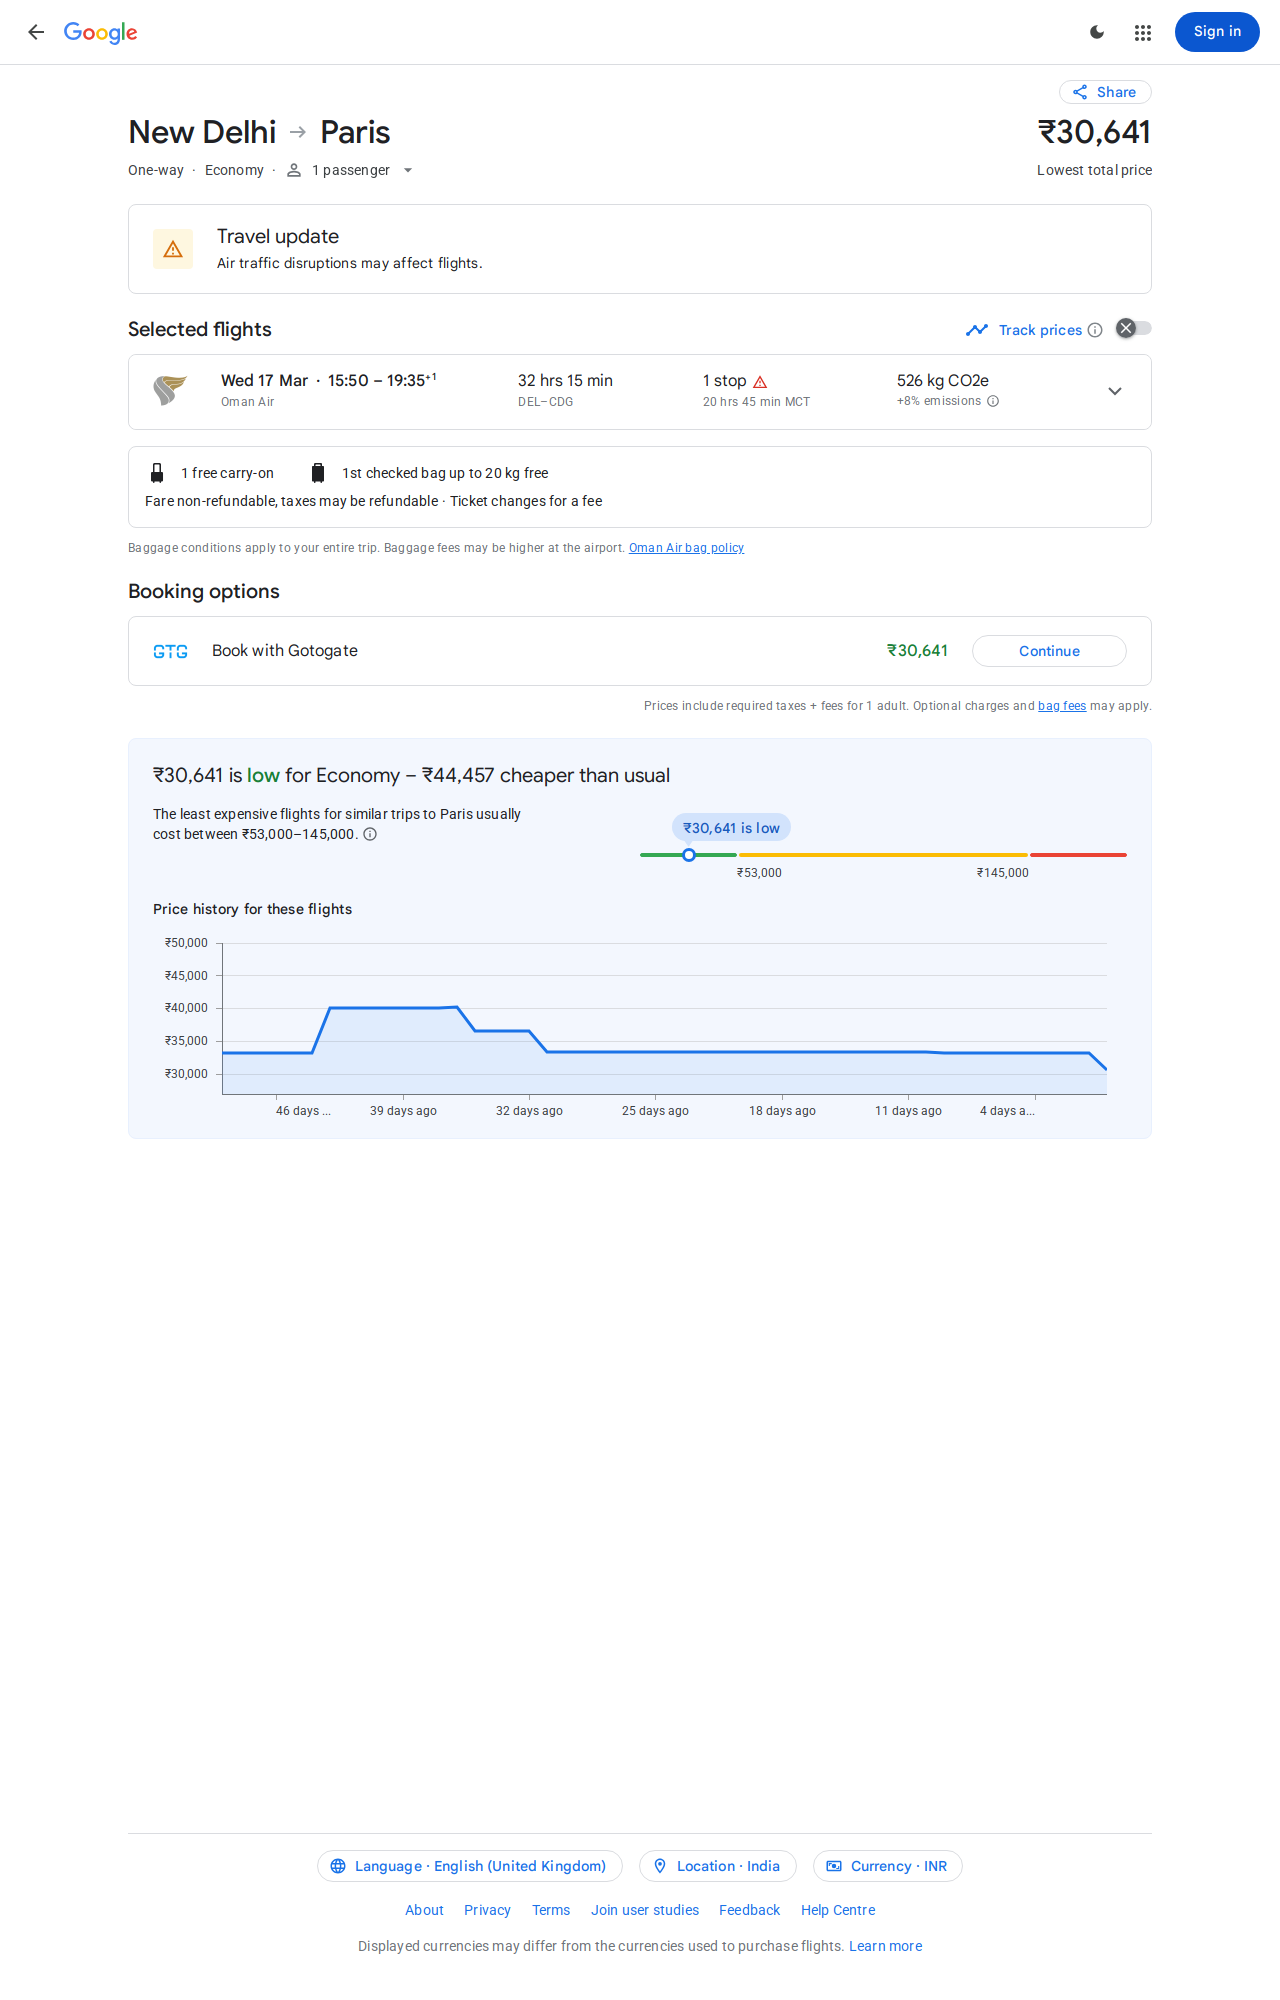 Google
Sign in
Share
New Delhi → Paris
₹30,641
One-way · Economy · 1 passenger
Lowest total price
Travel update
Air traffic disruptions may affect flights.
Selected flights
Track prices
Wed 17 Mar · 15:50 – 19:35+1
32 hrs 15 min
1 stop
526 kg CO2e
Oman Air
DEL–CDG
20 hrs 45 min MCT
+8% emissions
1 free carry-on
1st checked bag up to 20 kg free
Fare non-refundable, taxes may be refundable · Ticket changes for a fee
Baggage conditions apply to your entire trip. Baggage fees may be higher at the airport. Oman Air bag policy
Booking options
GTG
Book with Gotogate
₹30,641
Continue
Prices include required taxes + fees for 1 adult. Optional charges and bag fees may apply.
₹30,641 is low for Economy – ₹44,457 cheaper than usual
The least expensive flights for similar trips to Paris usually
cost between ₹53,000–145,000.
₹30,641 is low
₹53,000
₹145,000
Price history for these flights
₹50,000
₹45,000
₹40,000
₹35,000
₹30,000
46 days ...
39 days ago
32 days ago
25 days ago
18 days ago
11 days ago
4 days a...
Language · English (United Kingdom)
Location · India
Currency · INR
About
Privacy
Terms
Join user studies
Feedback
Help Centre
Displayed currencies may differ from the currencies used to purchase flights. Learn more